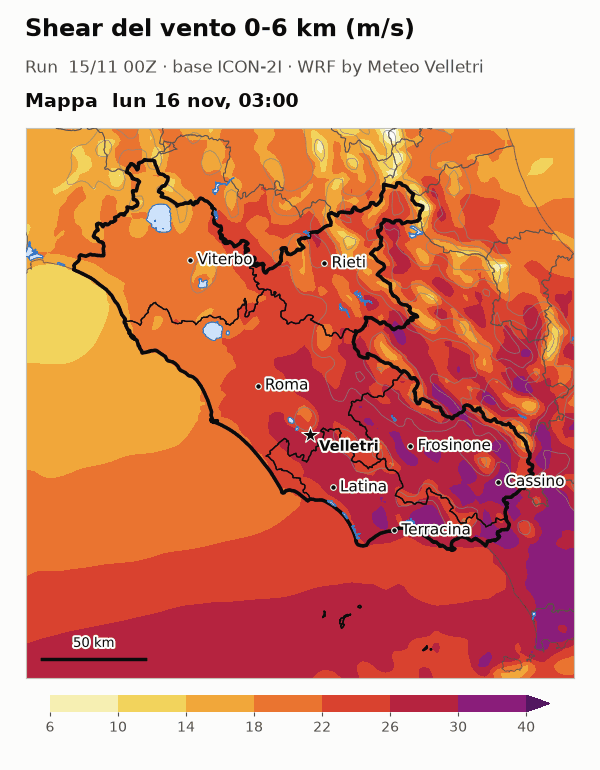 Shear del vento 0-6 km (m/s)
Run  15/11 00Z · base ICON-2I · WRF by Meteo Velletri
Mappa  lun 16 nov, 03:00
Viterbo
Rieti
Roma
Velletri
Frosinone
Latina
Cassino
Terracina
50 km
6 10 14 18 22 26 30 40